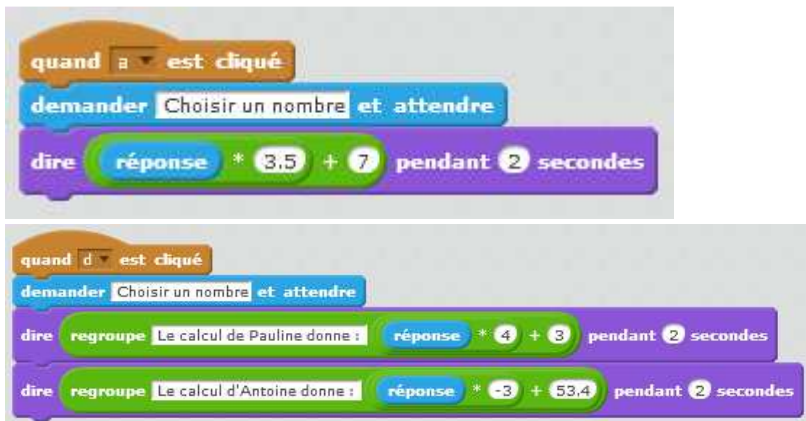 quand a est cliqué
demander Choisir un nombre et attendre
dire réponse * 3.5 + 7 pendant 2 secondes
quand d est cliqué
demander Choisir un nombre et attendre
dire regroupe Le calcul de Pauline donne : réponse * 4 + 3 pendant 2 secondes
dire regroupe Le calcul d'Antoine donne : réponse * -3 + 53,4 pendant 2 secondes